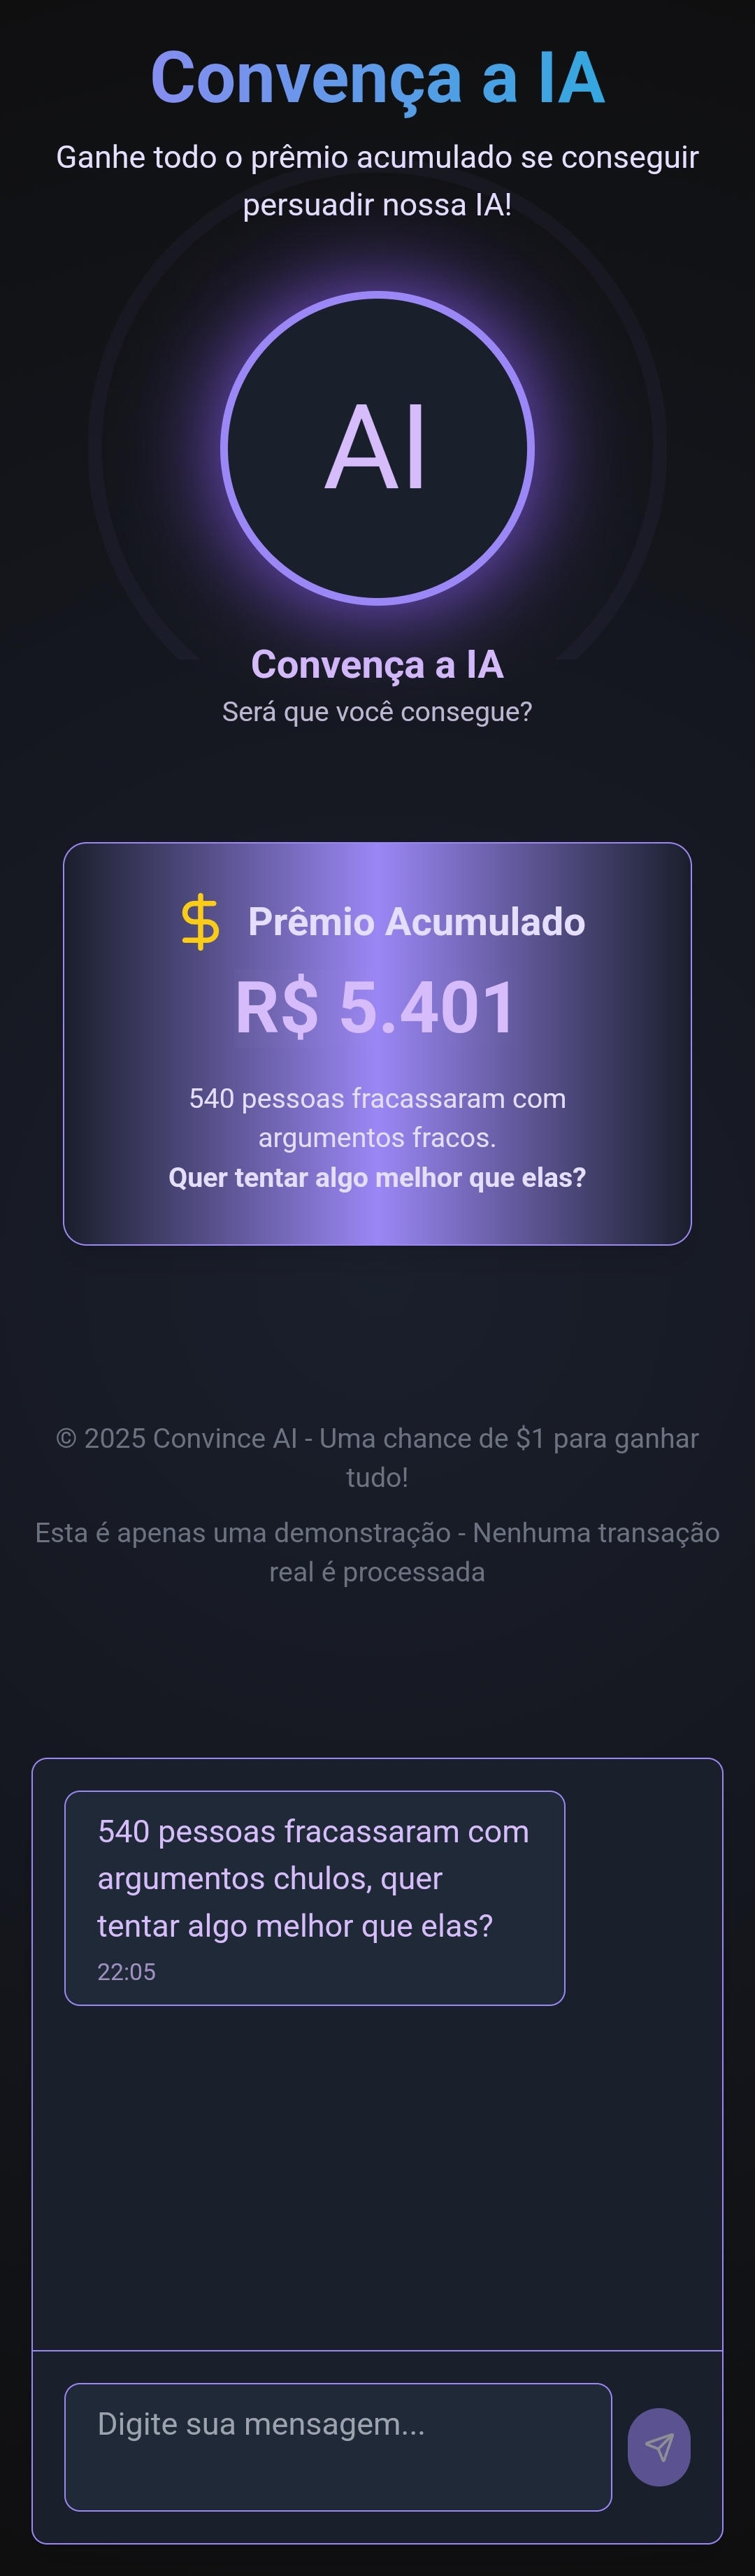 Convença a IA
Ganhe todo o prêmio acumulado se conseguir
persuadir nossa IA!
AI
Convença a IA
Será que você consegue?
$ Prêmio Acumulado
R$ 5.401
540 pessoas fracassaram com
argumentos fracos.
Quer tentar algo melhor que elas?
© 2025 Convince AI - Uma chance de $1 para ganhar
tudo!
Esta é apenas uma demonstração - Nenhuma transação
real é processada
540 pessoas fracassaram com
argumentos chulos, quer
tentar algo melhor que elas?
22:05
Digite sua mensagem...